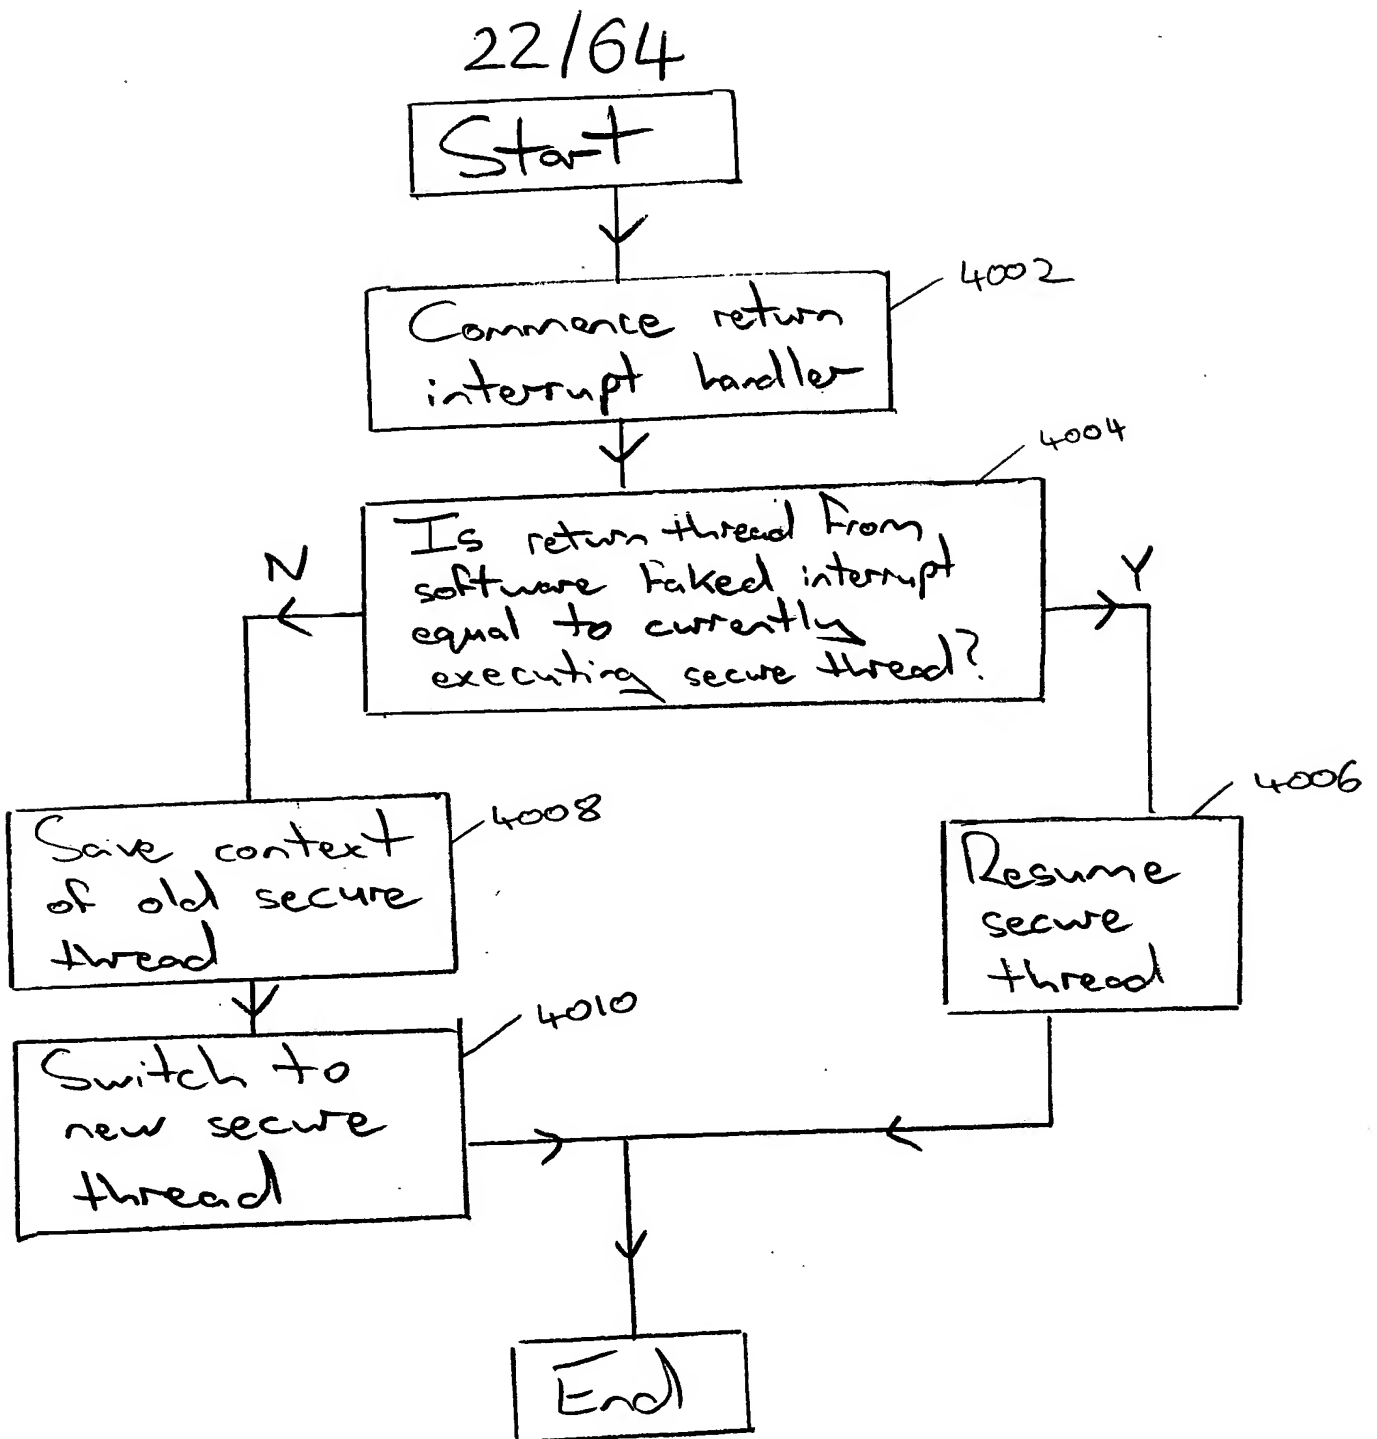 22/64
Start
4002
Commence return
interrupt handler
4004
Is return thread from
software faked interrupt
equal to currently
executing secure thread?
N
Y
4008
Save context
of old secure
thread
4006
Resume
secure
thread
4010
Switch to
new secure
thread
End